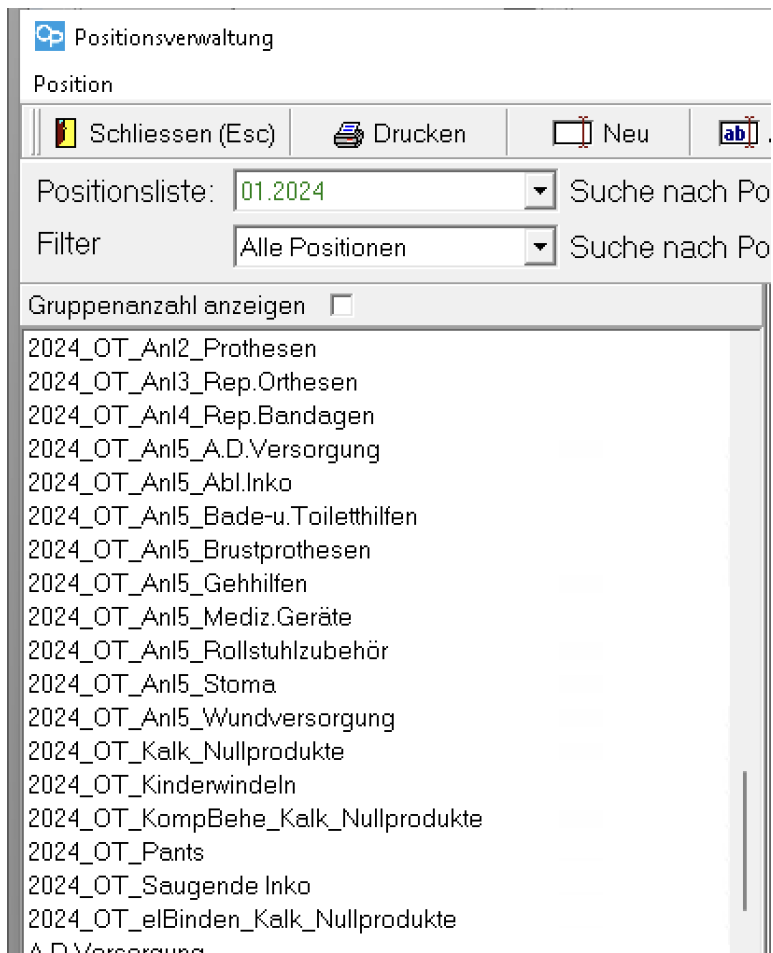 Positionsverwaltung
Position
Schliessen (Esc) Drucken Neu
Positionsliste: 01.2024 Suche nach Po
Filter Alle Positionen Suche nach Po
Gruppenanzahl anzeigen
2024_OT_Anl2_Prothesen
2024_OT_Anl3_Rep.Orthesen
2024_OT_Anl4_Rep.Bandagen
2024_OT_Anl5_A.D.Versorgung
2024_OT_Anl5_Abl.Inko
2024_OT_Anl5_Bade-u.Toiletthilfen
2024_OT_Anl5_Brustprothesen
2024_OT_Anl5_Gehhilfen
2024_OT_Anl5_Mediz.Geräte
2024_OT_Anl5_Rollstuhlzubehör
2024_OT_Anl5_Stoma
2024_OT_Anl5_Wundversorgung
2024_OT_Kalk_Nullprodukte
2024_OT_Kinderwindeln
2024_OT_KompBehe_Kalk_Nullprodukte
2024_OT_Pants
2024_OT_Saugende Inko
2024_OT_elBinden_Kalk_Nullprodukte
A.D.Versorgung